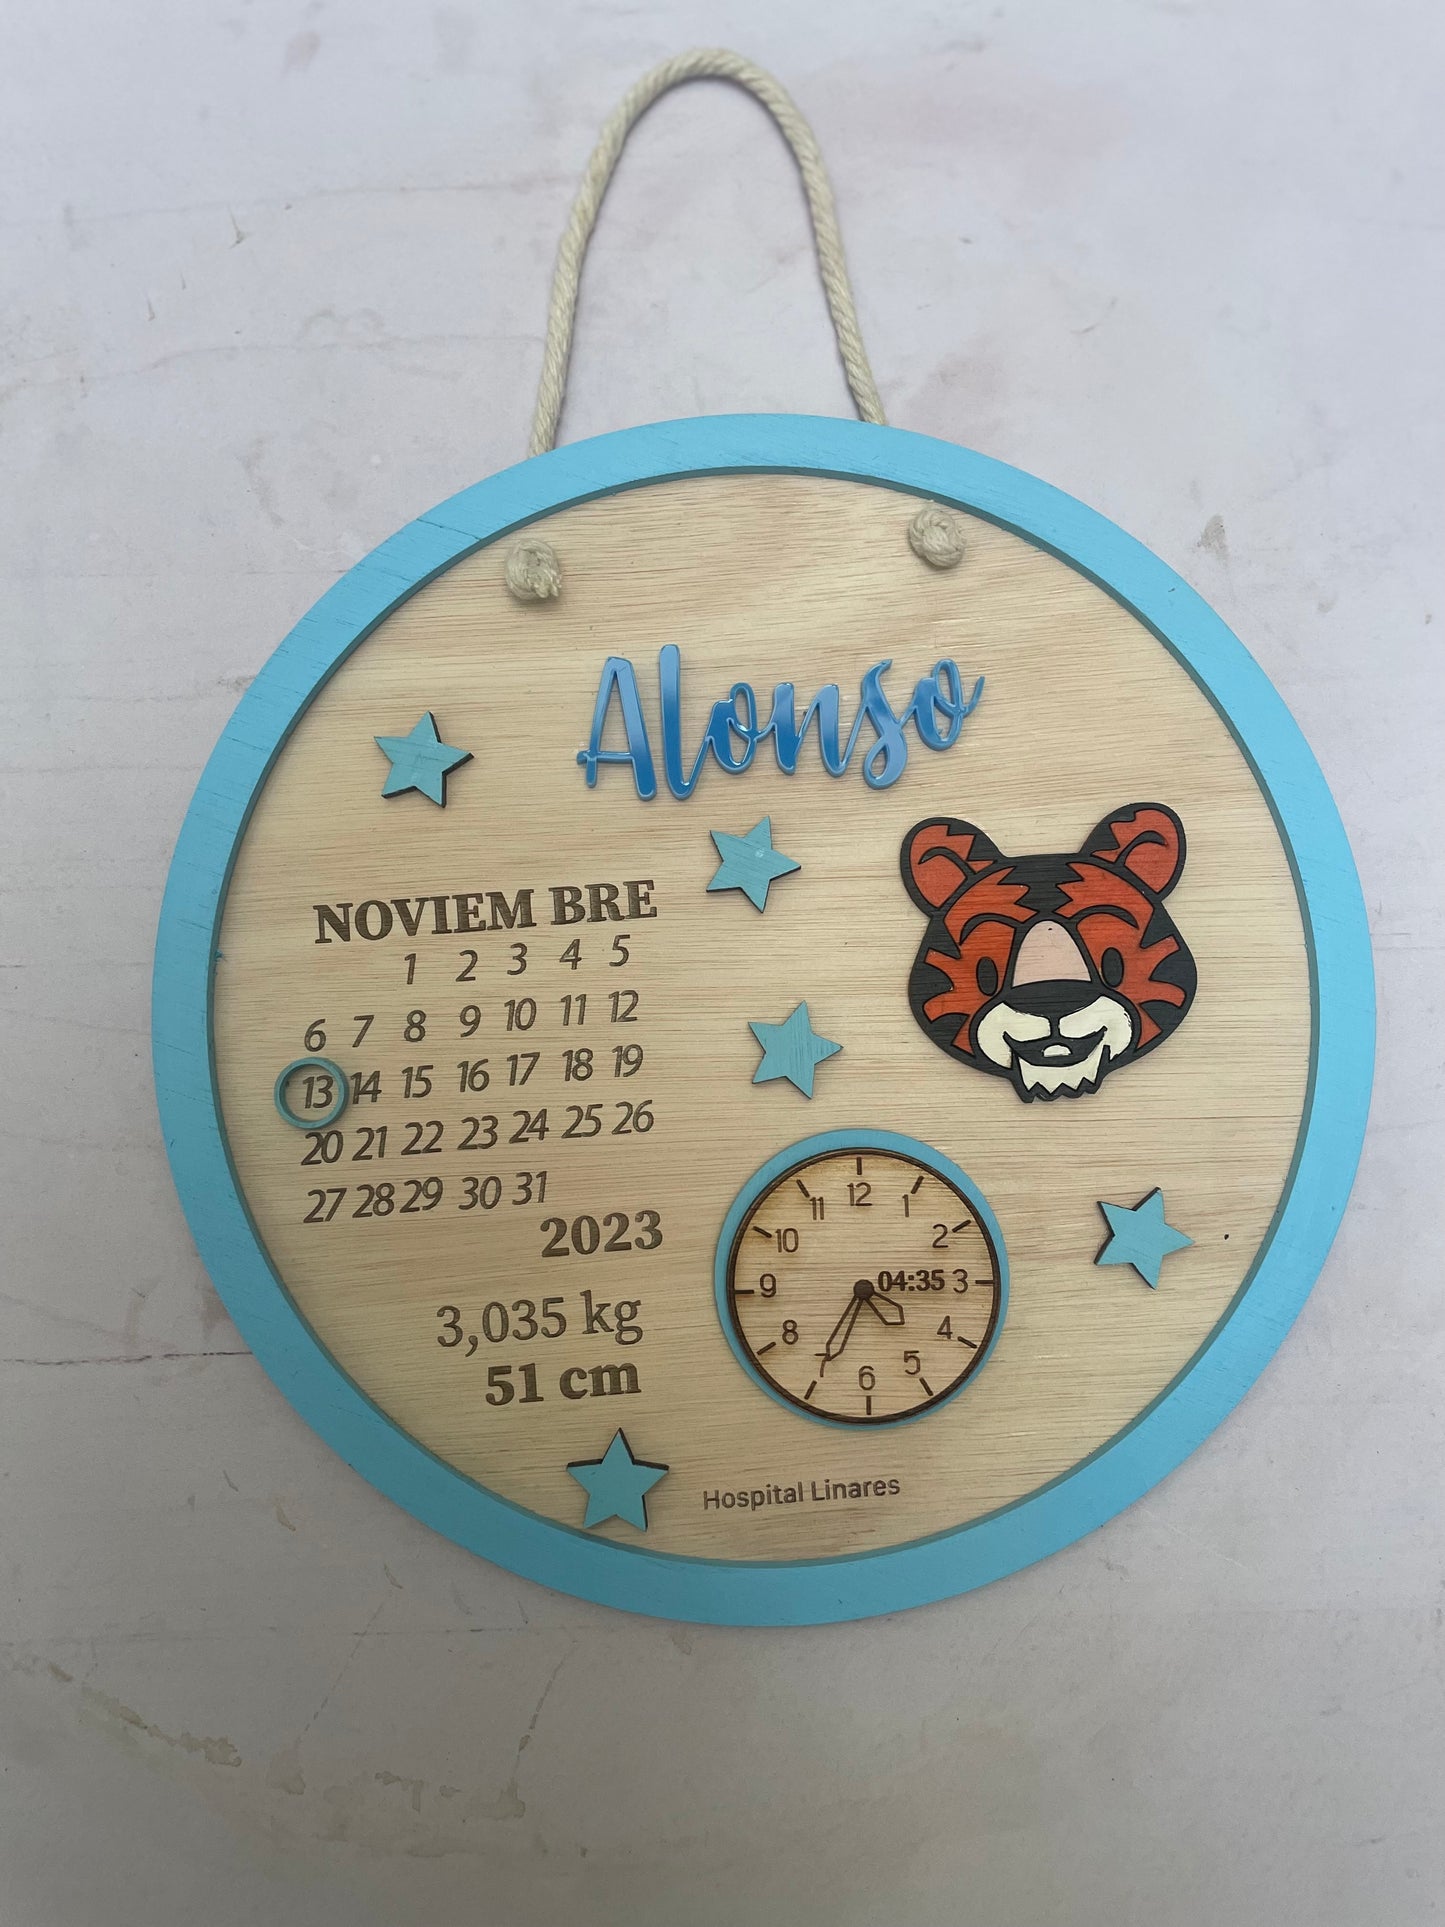 Alonso
NOVIEM BRE
1 2 3 4 5
6 7 8 9 10 11 12
13 14 15 16 17 18 19
20 21 22 23 24 25 26
27 28 29 30 31
2023
3,035 kg
51 cm
11 12 1
10 2
9 04:35 3
8 4
7 6 5
Hospital Linares